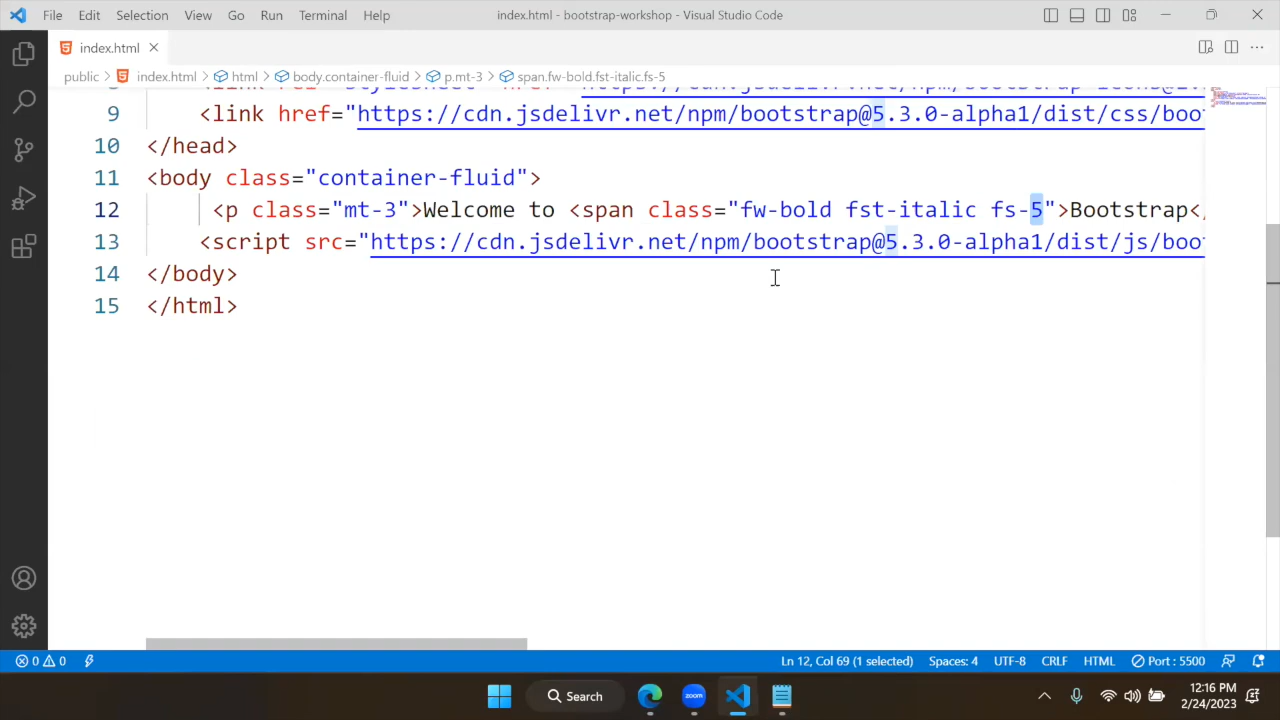 File Edit Selection View Go Run Terminal Help index.html - bootstrap-workshop - Visual Studio Code
index.html
public > index.html > html > body.container-fluid > p.mt-3 > span.fw-bold.fst-italic.fs-5
9 <link href="https://cdn.jsdelivr.net/npm/bootstrap@5.3.0-alpha1/dist/css/boo
10 </head>
11 <body class="container-fluid">
12 <p class="mt-3">Welcome to <span class="fw-bold fst-italic fs-5">Bootstrap<
13 <script src="https://cdn.jsdelivr.net/npm/bootstrap@5.3.0-alpha1/dist/js/boo
14 </body>
15 </html>
0 0 Ln 12, Col 69 (1 selected) Spaces: 4 UTF-8 CRLF HTML Port : 5500
Search zoom 12:16 PM
2/24/2023